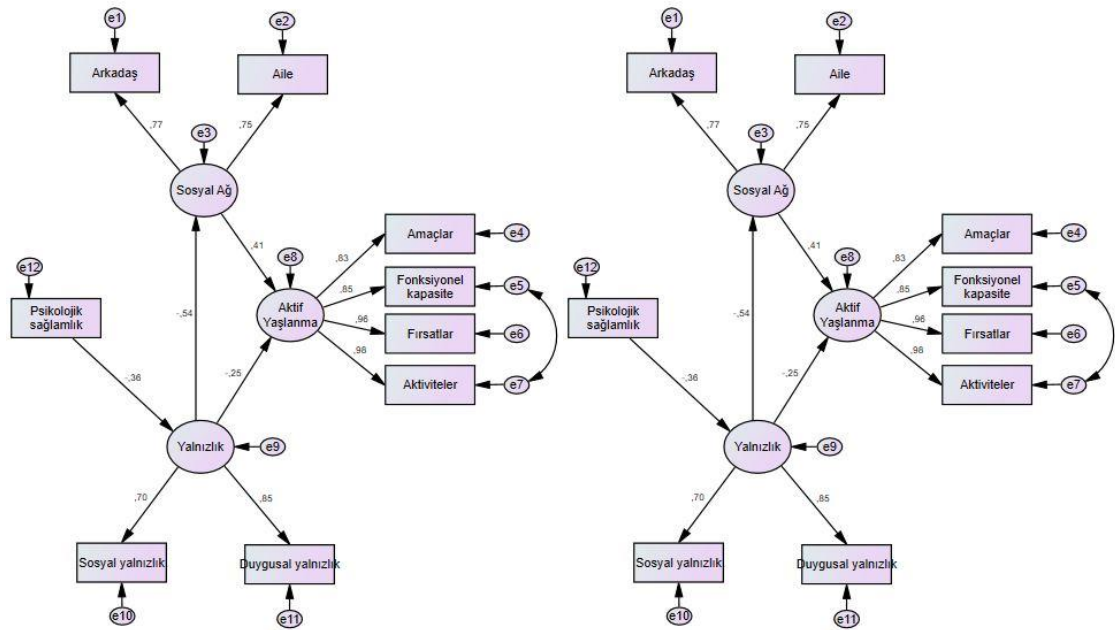 e1
e2
Arkadaş
Aile
,77
,75
e3
Sosyal Ağ
,41
Amaçlar
e4
e8
,83
e12
,85
Fonksiyonel
kapasite
e5
Psikolojik
sağlamlık
Aktif
Yaşlanma
-,54
,96
Fırsatlar
e6
,98
-,25
Aktiviteler
e7
-,36
Yalnızlık
e9
,70
,85
Sosyal yalnızlık
Duygusal yalnızlık
e10
e11
e1
e2
Arkadaş
Aile
,77
,75
e3
Sosyal Ağ
,41
Amaçlar
e4
e8
,83
e12
,85
Fonksiyonel
kapasite
e5
Psikolojik
sağlamlık
Aktif
Yaşlanma
-,54
,96
Fırsatlar
e6
,98
-,25
Aktiviteler
e7
-,36
Yalnızlık
e9
,70
,85
Sosyal yalnızlık
Duygusal yalnızlık
e10
e11